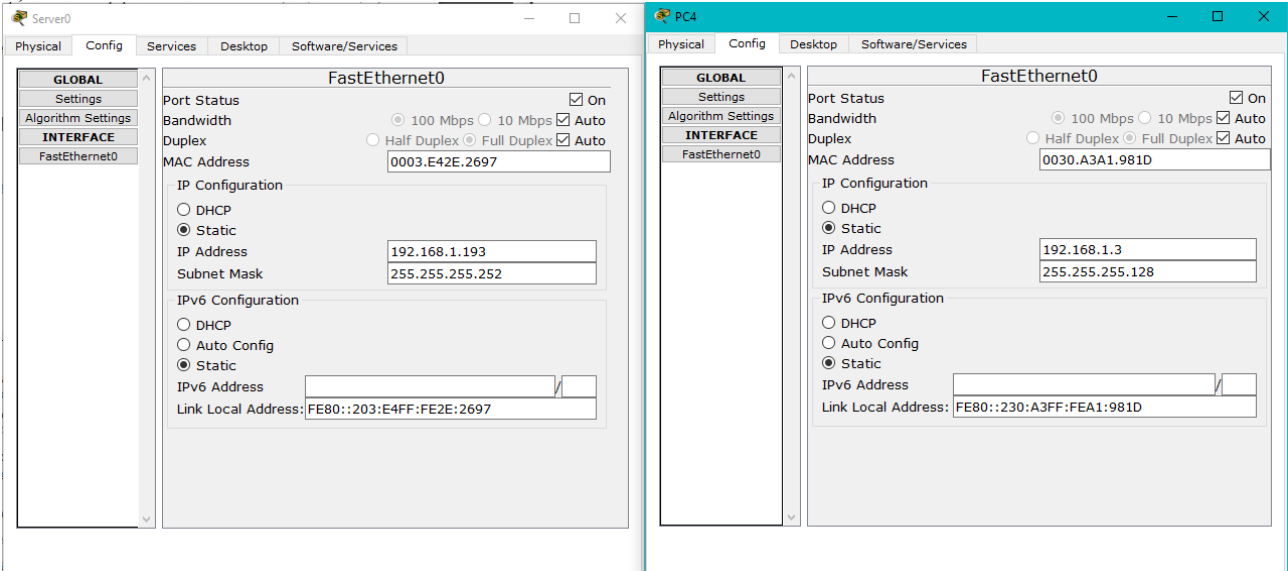 Server0
Physical Config Services Desktop Software/Services
GLOBAL
Settings
Algorithm Settings
INTERFACE
FastEthernet0
FastEthernet0
Port Status On
Bandwidth 100 Mbps 10 Mbps Auto
Duplex Half Duplex Full Duplex Auto
MAC Address 0003.E42E.2697
IP Configuration
DHCP
Static
IP Address 192.168.1.193
Subnet Mask 255.255.255.252
IPv6 Configuration
DHCP
Auto Config
Static
IPv6 Address /
Link Local Address: FE80::203:E4FF:FE2E:2697
PC4
Physical Config Desktop Software/Services
GLOBAL
Settings
Algorithm Settings
INTERFACE
FastEthernet0
FastEthernet0
Port Status On
Bandwidth 100 Mbps 10 Mbps Auto
Duplex Half Duplex Full Duplex Auto
MAC Address 0030.A3A1.981D
IP Configuration
DHCP
Static
IP Address 192.168.1.3
Subnet Mask 255.255.255.128
IPv6 Configuration
DHCP
Auto Config
Static
IPv6 Address /
Link Local Address: FE80::230:A3FF:FEA1:981D